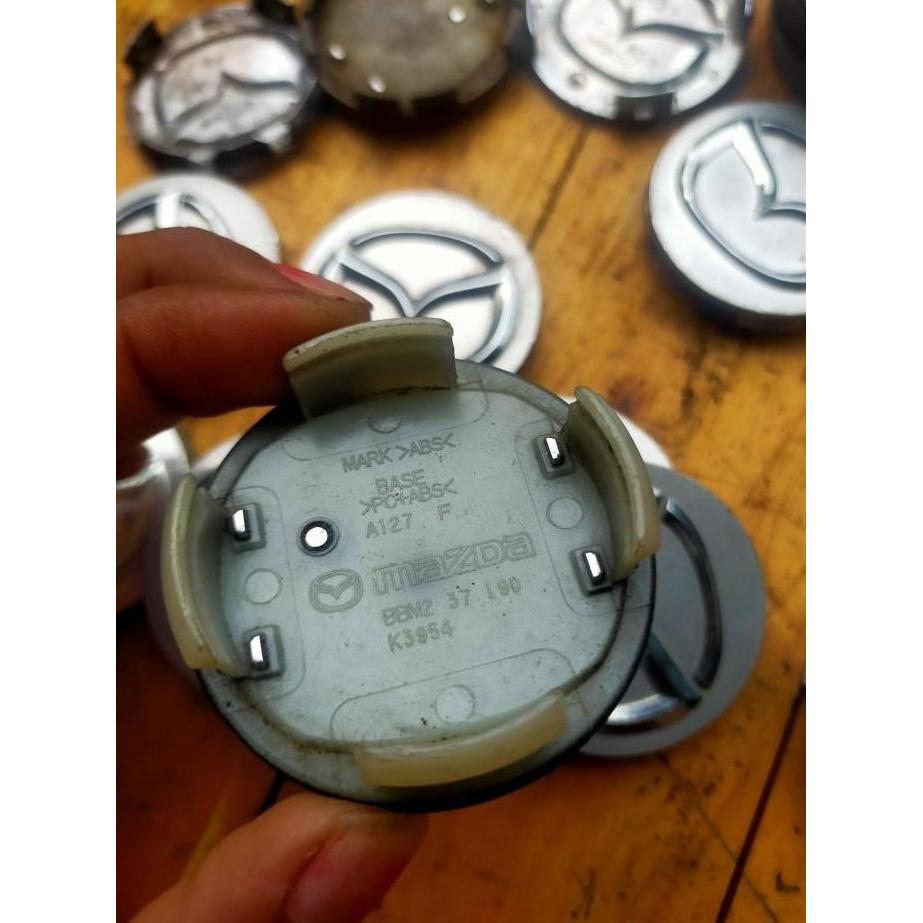 MARK >ABS<
BASE
>PC+ABS<
A127 F
mazda
BBM2 37 190
K3954